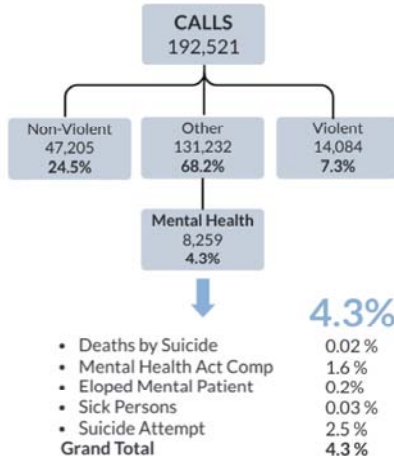 CALLS
192,521
Non-Violent
47,205
24.5%
Other
131,232
68.2%
Violent
14,084
7.3%
Mental Health
8,259
4.3%
4.3%
• Deaths by Suicide 0.02 %
• Mental Health Act Comp 1.6 %
• Eloped Mental Patient 0.2%
• Sick Persons 0.03 %
• Suicide Attempt 2.5 %
Grand Total 4.3 %